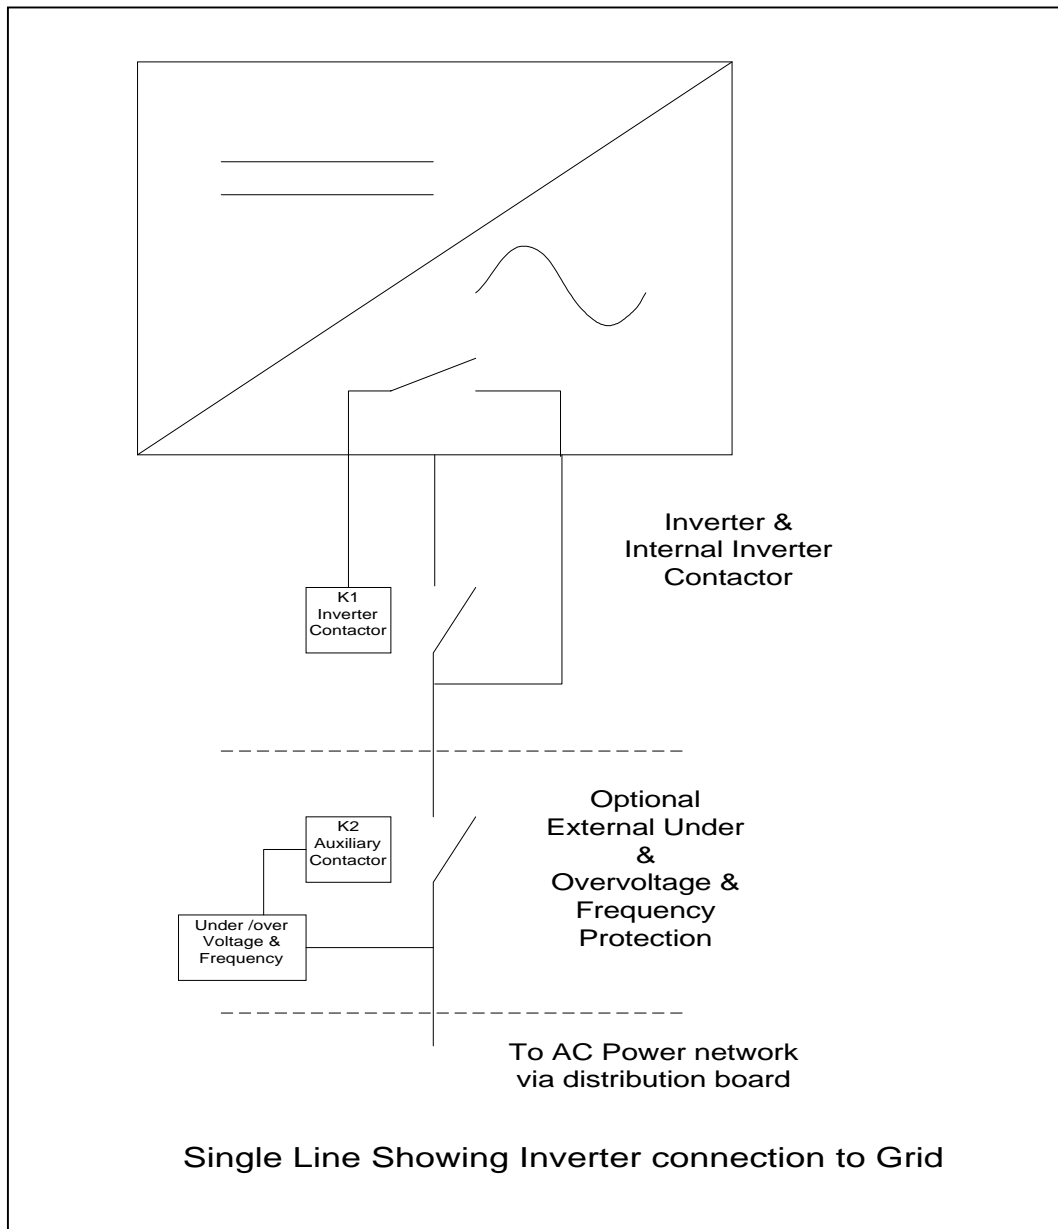 Inverter &
Internal Inverter
Contactor
K1
Inverter
Contactor
K2
Auxiliary
Contactor
Optional
External Under
&
Overvoltage &
Frequency
Protection
Under /over
Voltage &
Frequency
To AC Power network
via distribution board
Single Line Showing Inverter connection to Grid